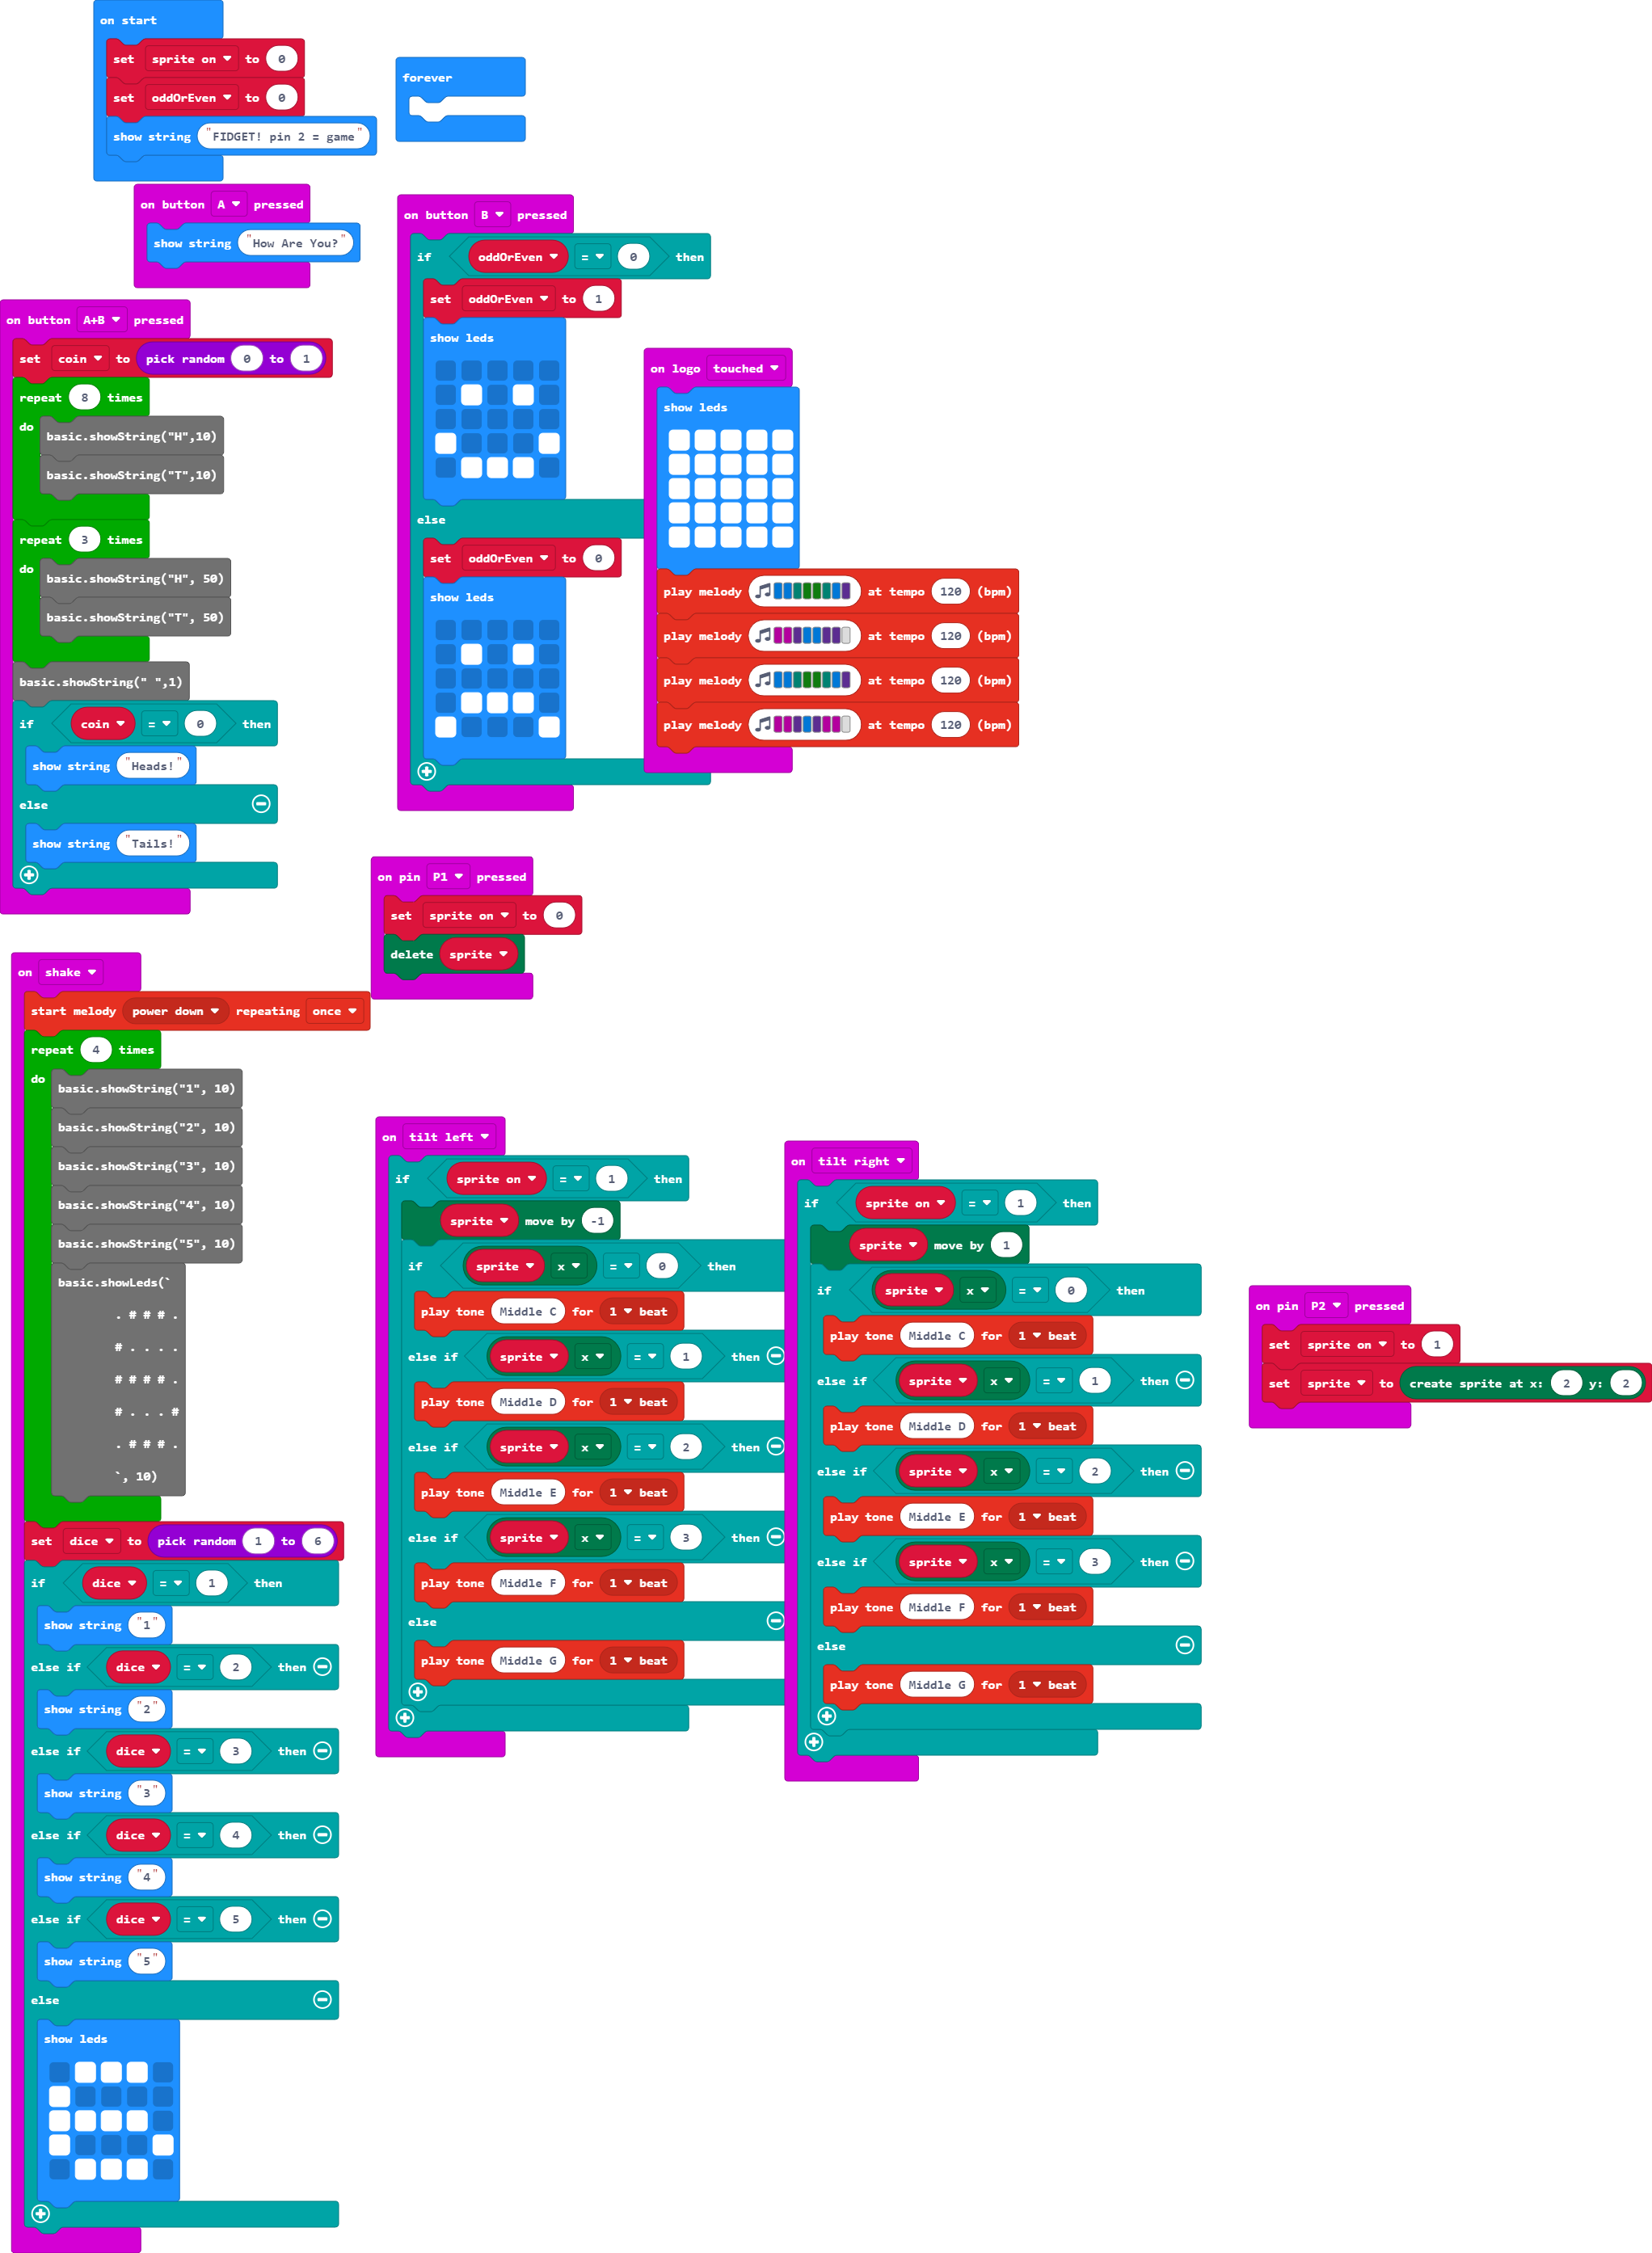 on start
set sprite on to 0
set oddOrEven to 0
show string "FIDGET! pin 2 = game"
forever
on button A pressed
show string "How Are You?"
on button A+B pressed
set coin to pick random 0 to 1
repeat 8 times
do
basic.showString("H",10)
basic.showString("T",10)
repeat 3 times
do
basic.showString("H", 50)
basic.showString("T", 50)
basic.showString(" ",1)
if coin = 0 then
show string "Heads!"
else
show string "Tails!"
on button B pressed
if oddOrEven = 0 then
set oddOrEven to 1
show leds
else
set oddOrEven to 0
show leds
on logo touched
show leds
play melody at tempo 120 (bpm)
play melody at tempo 120 (bpm)
play melody at tempo 120 (bpm)
play melody at tempo 120 (bpm)
on pin P1 pressed
set sprite on to 0
delete sprite
on shake
start melody power down repeating once
repeat 4 times
do
basic.showString("1", 10)
basic.showString("2", 10)
basic.showString("3", 10)
basic.showString("4", 10)
basic.showString("5", 10)
basic.showLeds(`
. # # # .
# . . . .
# # # # .
# . . . #
. # # # .
`, 10)
set dice to pick random 1 to 6
if dice = 1 then
show string "1"
else if dice = 2 then
show string "2"
else if dice = 3 then
show string "3"
else if dice = 4 then
show string "4"
else if dice = 5 then
show string "5"
else
show leds
on tilt left
if sprite on = 1 then
sprite move by -1
if sprite x = 0 then
play tone Middle C for 1 beat
else if sprite x = 1 then
play tone Middle D for 1 beat
else if sprite x = 2 then
play tone Middle E for 1 beat
else if sprite x = 3 then
play tone Middle F for 1 beat
else
play tone Middle G for 1 beat
on tilt right
if sprite on = 1 then
sprite move by 1
if sprite x = 0 then
play tone Middle C for 1 beat
else if sprite x = 1 then
play tone Middle D for 1 beat
else if sprite x = 2 then
play tone Middle E for 1 beat
else if sprite x = 3 then
play tone Middle F for 1 beat
else
play tone Middle G for 1 beat
on pin P2 pressed
set sprite on to 1
set sprite to create sprite at x: 2 y: 2